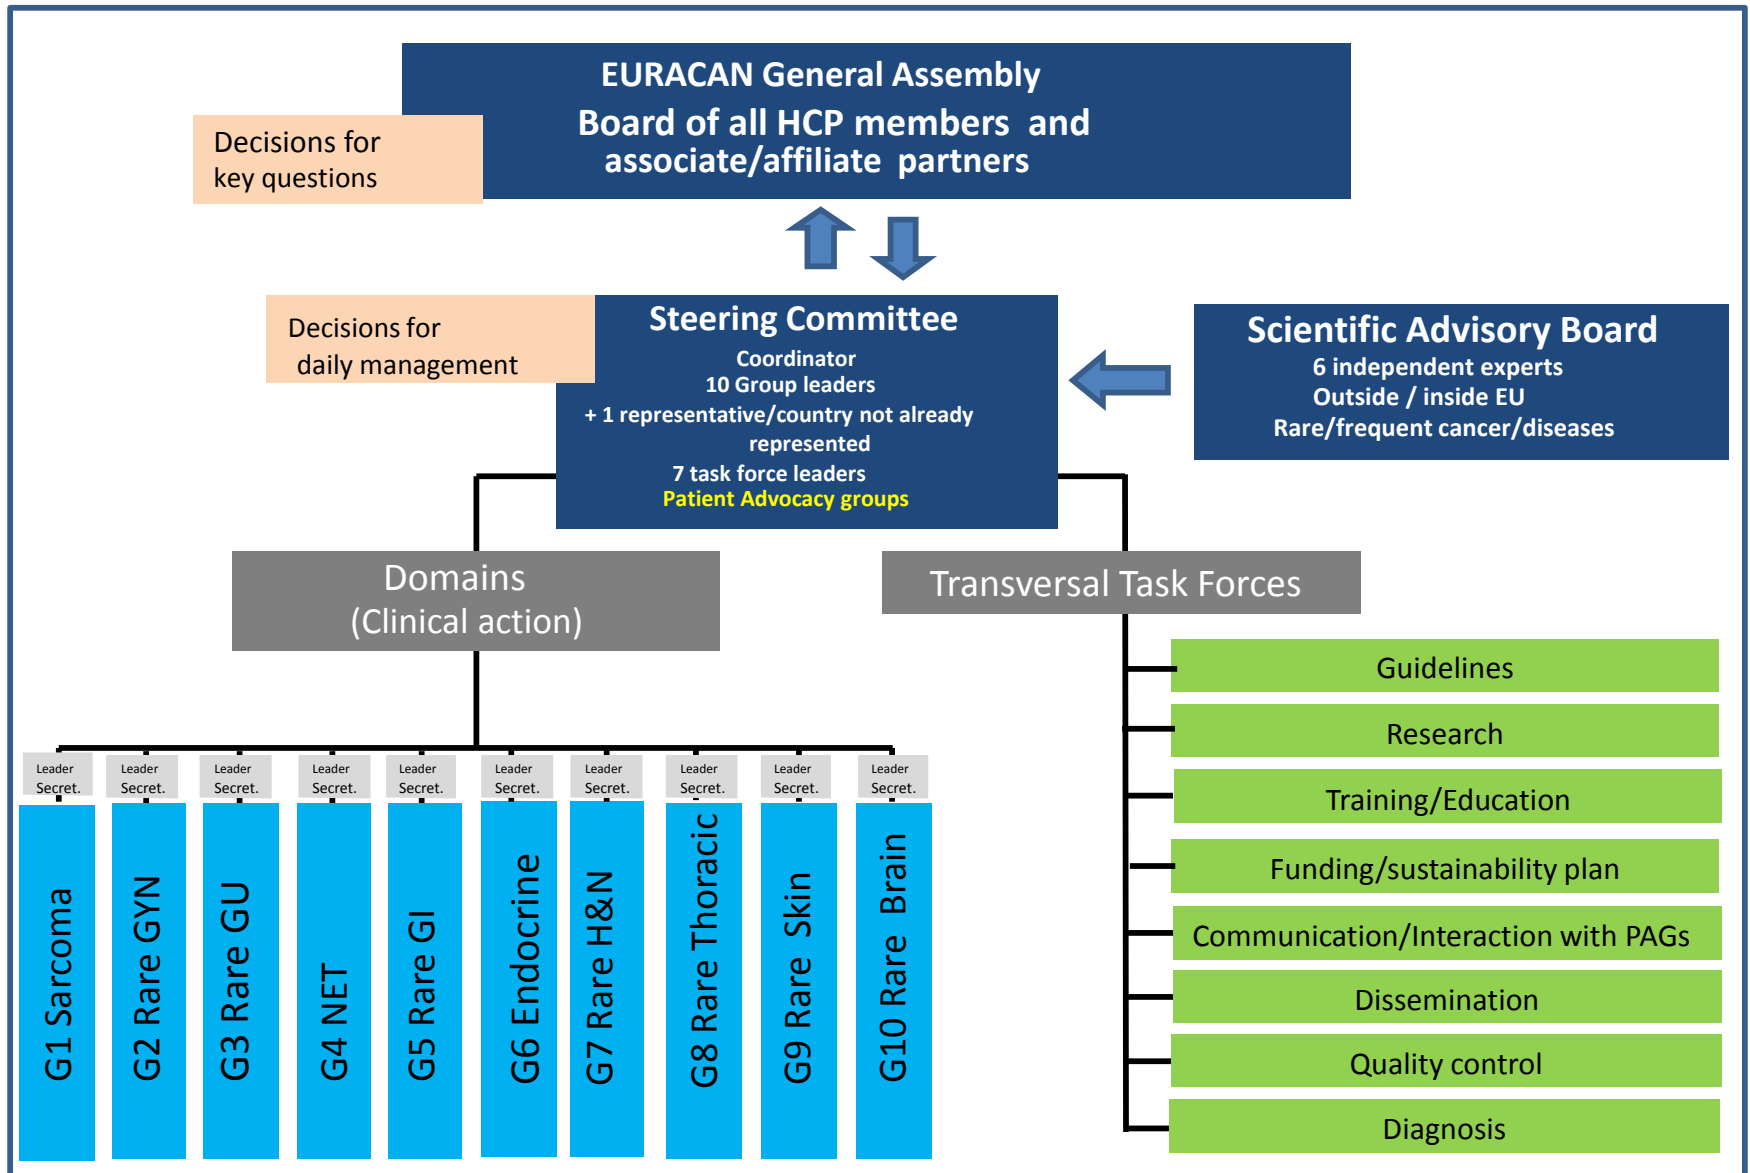 EURACAN General Assembly
Board of all HCP members and
associate/affiliate partners
Decisions for
key questions
Decisions for
daily management
Steering Committee
Coordinator
10 Group leaders
+ 1 representative/country not already
represented
7 task force leaders
Patient Advocacy groups
Scientific Advisory Board
6 independent experts
Outside / inside EU
Rare/frequent cancer/diseases
Domains
(Clinical action)
Transversal Task Forces
Leader
Secret.
Leader
Secret.
Leader
Secret.
Leader
Secret.
Leader
Secret.
Leader
Secret.
Leader
Secret.
Leader
Secret.
Leader
Secret.
Leader
Secret.
G1 Sarcoma
G2 Rare GYN
G3 Rare GU
G4 NET
G5 Rare GI
G6 Endocrine
G7 Rare H&N
G8 Rare Thoracic
G9 Rare Skin
G10 Rare Brain
Guidelines
Research
Training/Education
Funding/sustainability plan
Communication/Interaction with PAGs
Dissemination
Quality control
Diagnosis